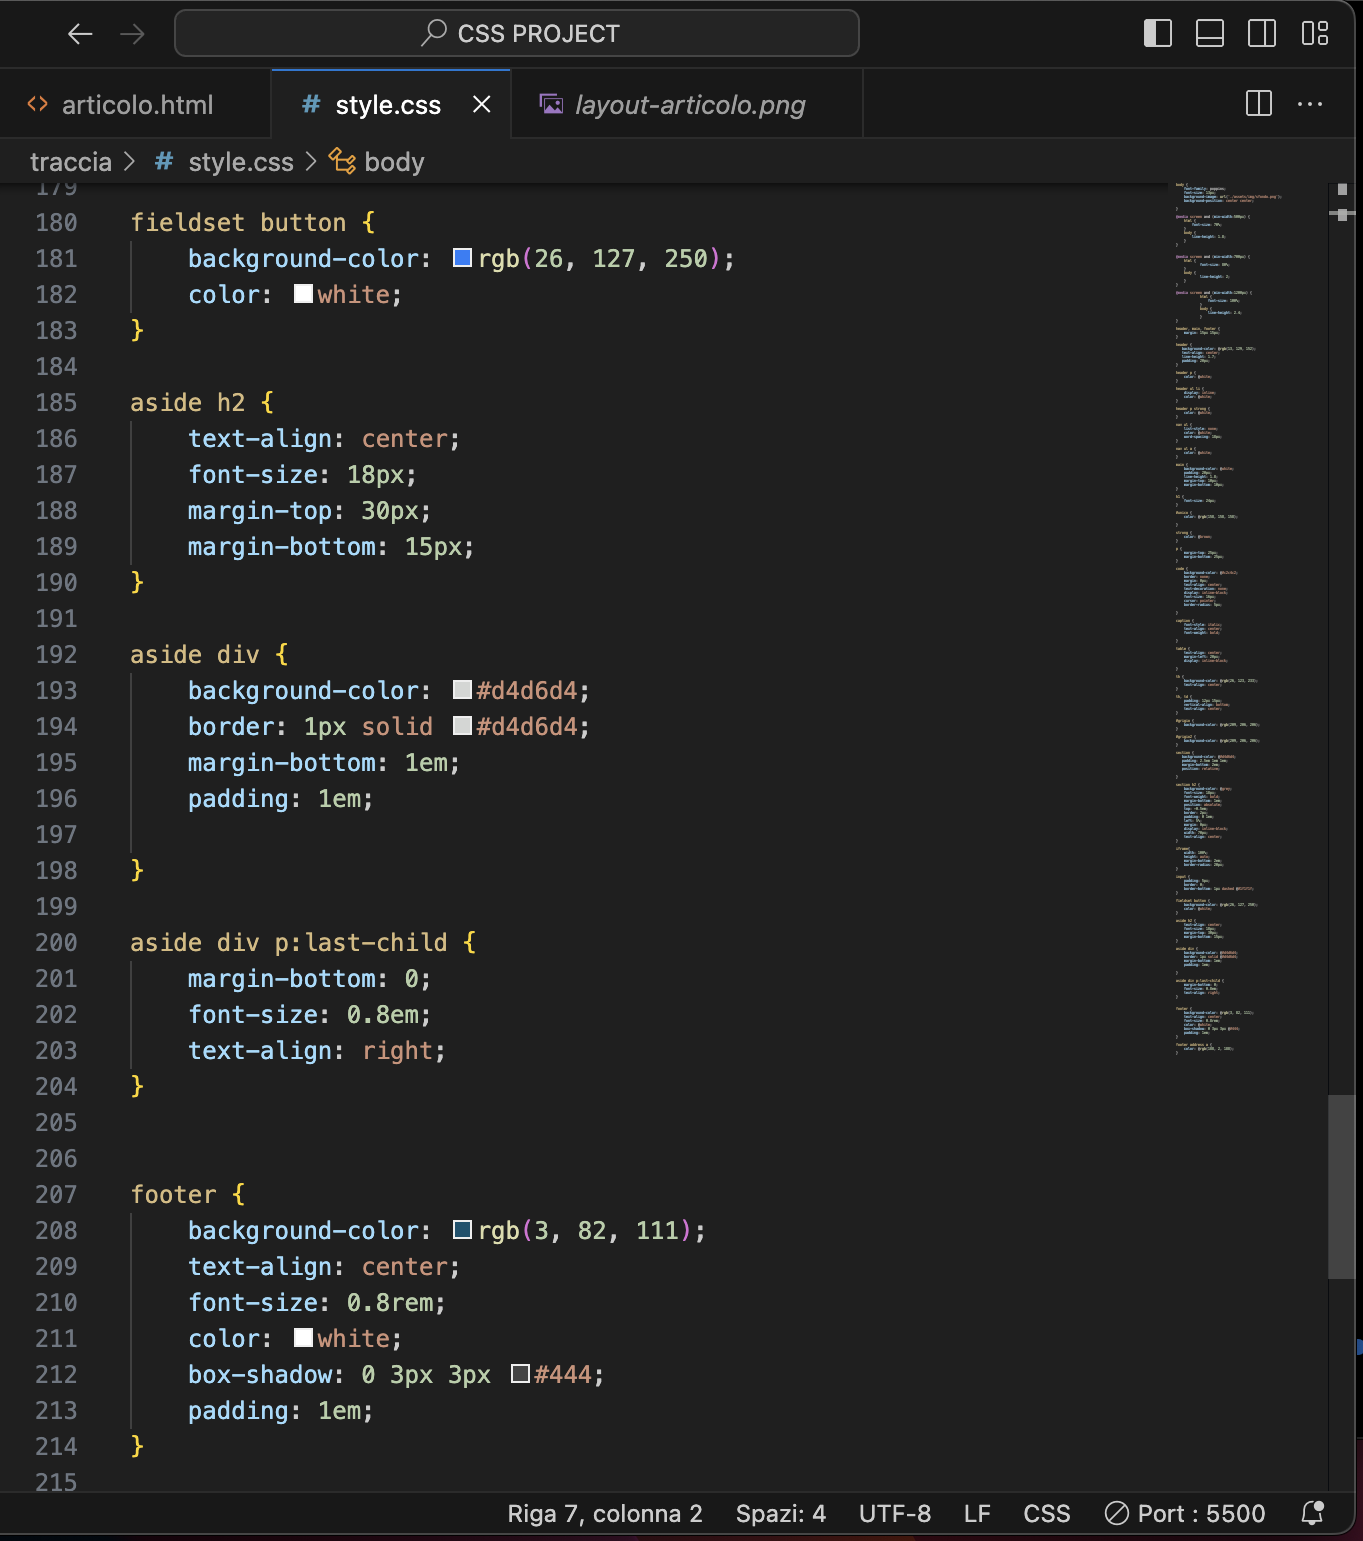 CSS PROJECT
articolo.html
# style.css
layout-articolo.png
traccia > # style.css > body
179
180 fieldset button {
181 background-color: rgb(26, 127, 250);
182 color: white;
183 }
184
185 aside h2 {
186 text-align: center;
187 font-size: 18px;
188 margin-top: 30px;
189 margin-bottom: 15px;
190 }
191
192 aside div {
193 background-color: #d4d6d4;
194 border: 1px solid #d4d6d4;
195 margin-bottom: 1em;
196 padding: 1em;
197
198 }
199
200 aside div p:last-child {
201 margin-bottom: 0;
202 font-size: 0.8em;
203 text-align: right;
204 }
205
206
207 footer {
208 background-color: rgb(3, 82, 111);
209 text-align: center;
210 font-size: 0.8rem;
211 color: white;
212 box-shadow: 0 3px 3px #444;
213 padding: 1em;
214 }
215
Riga 7, colonna 2 Spazi: 4 UTF-8 LF CSS Port : 5500